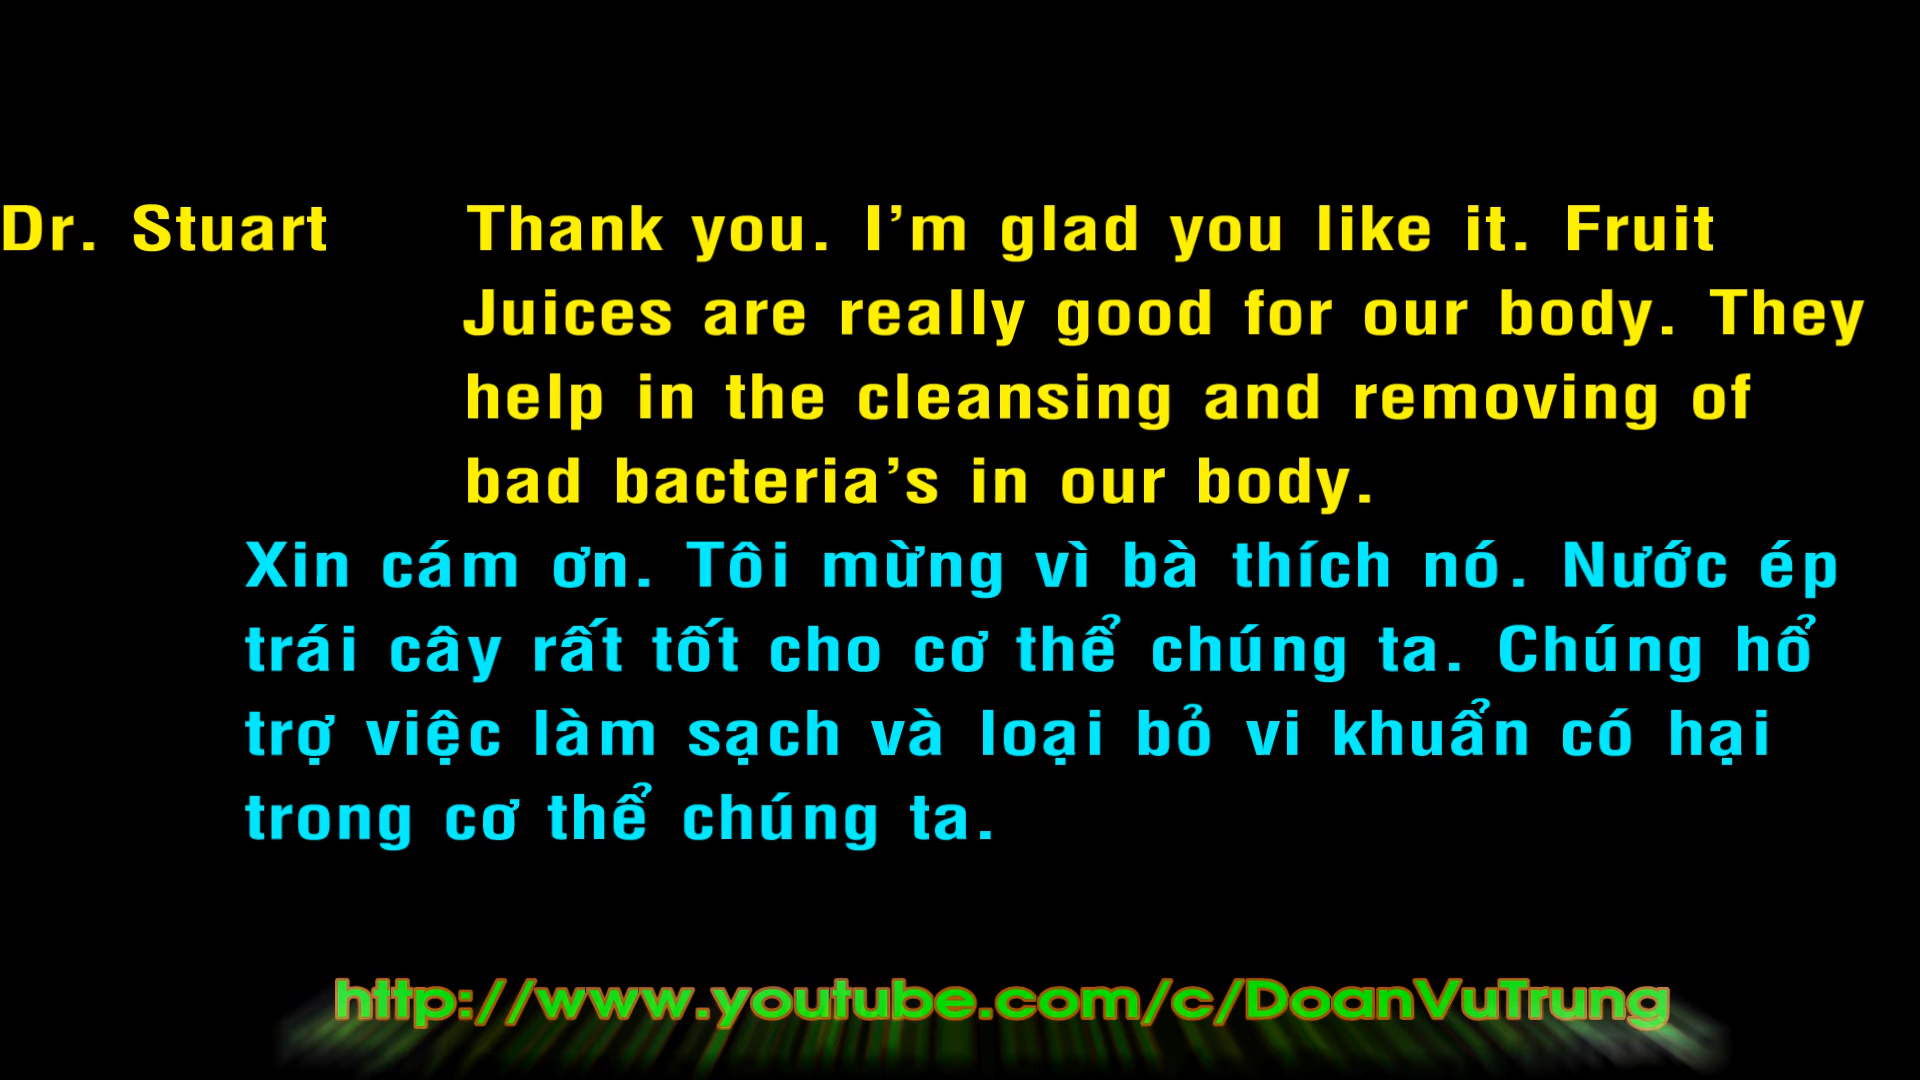 Dr. Stuart Thank you. I’m glad you like it. Fruit
Juices are really good for our body. They
help in the cleansing and removing of
bad bacteria’s in our body.
Xin cám ơn. Tôi mừng vì bà thích nó. Nước ép
trái cây rất tốt cho cơ thể chúng ta. Chúng hổ
trợ việc làm sạch và loại bỏ vi khuẩn có hại
trong cơ thể chúng ta.
http://www.youtube.com/c/DoanVuTrung